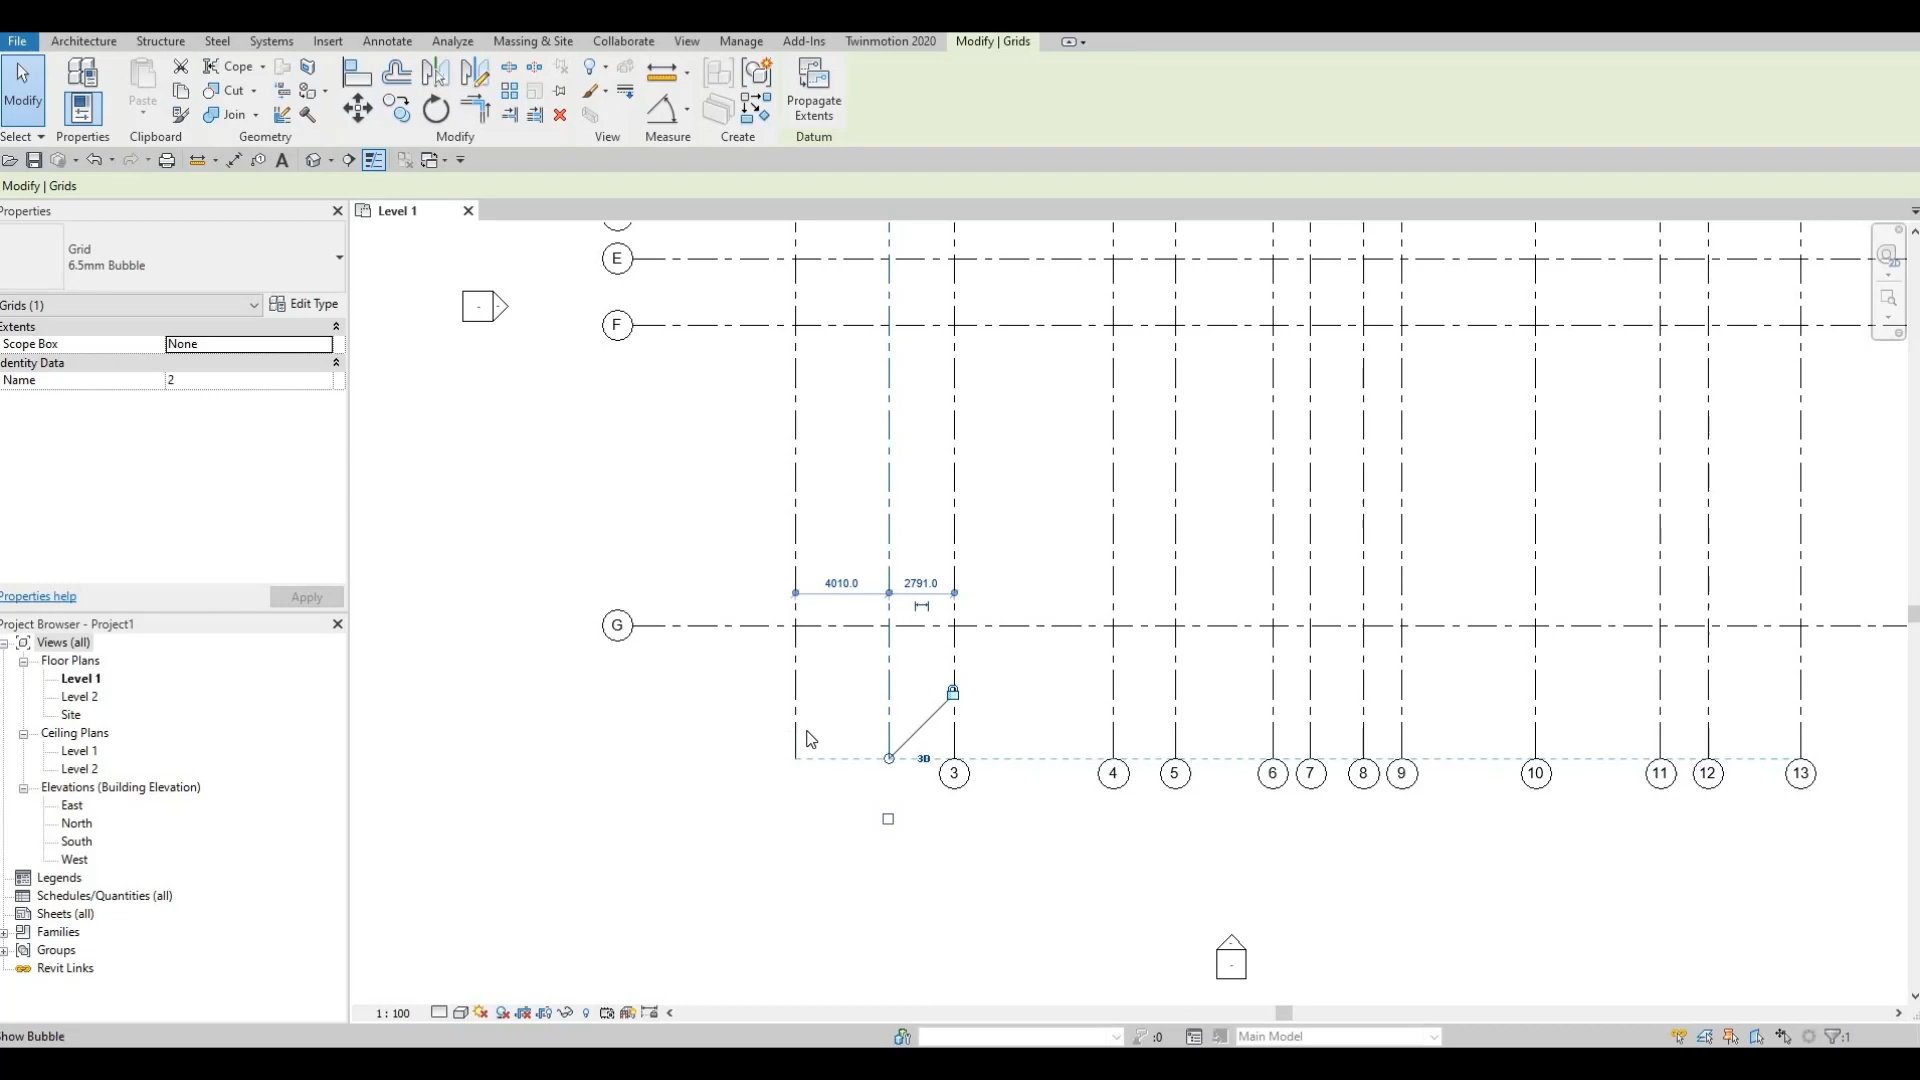 File Architecture Structure Steel Systems Insert Annotate Analyze Massing & Site Collaborate View Manage Add-Ins Twinmotion 2020 Modify | Grids
Modify Paste Cope Cut Join Propagate Extents
Select Properties Clipboard Geometry Modify View Measure Create Datum
Modify | Grids
Properties
Level 1
Grid
6.5mm Bubble
Grids (1) Edit Type
Extents
Scope Box None
dentity Data
Name 2
Properties help Apply
Project Browser - Project1
Views (all)
Floor Plans
Level 1
Level 2
Site
Ceiling Plans
Level 1
Level 2
Elevations (Building Elevation)
East
North
South
West
Legends
Schedules/Quantities (all)
Sheets (all)
Families
Groups
Revit Links
E
F
4010.0 2791.0
G
3D
3 4 5 6 7 8 9 10 11 12 13
2D
1 : 100
how Bubble
:0 Main Model :1